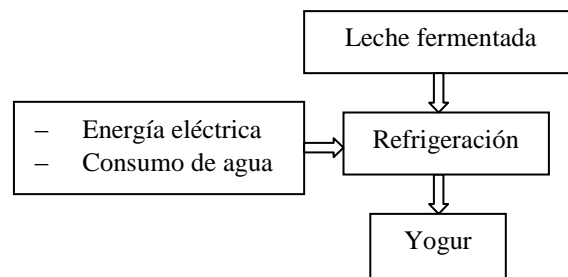 Leche fermentada
– Energía eléctrica
– Consumo de agua
Refrigeración
Yogur